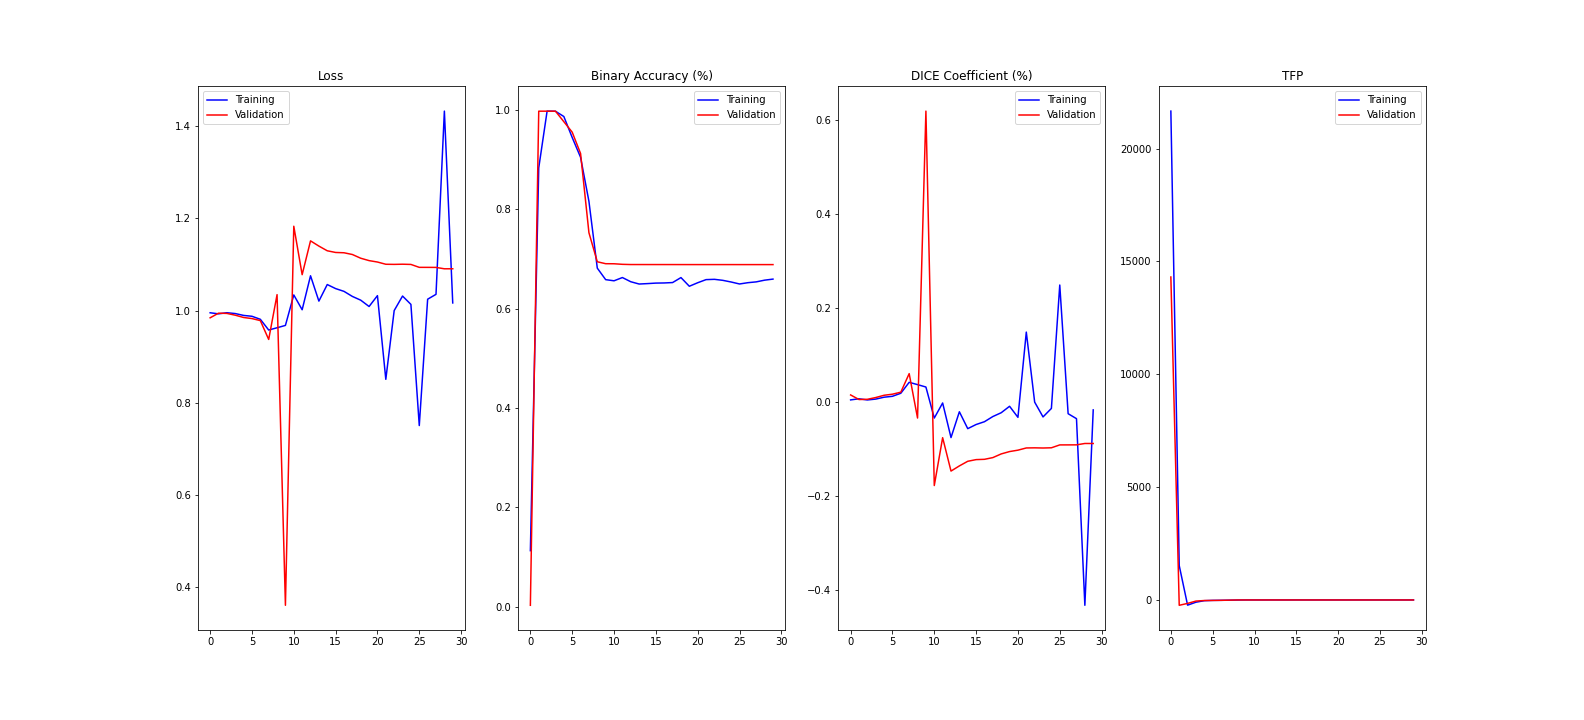 Loss
Training
Validation
1.4
1.2
1.0
0.8
0.6
0.4
0 5 10 15 20 25 30
Binary Accuracy (%)
Training
Validation
1.0
0.8
0.6
0.4
0.2
0.0
0 5 10 15 20 25 30
DICE Coefficient (%)
Training
Validation
0.6
0.4
0.2
0.0
−0.2
−0.4
0 5 10 15 20 25 30
TFP
Training
Validation
20000
15000
10000
5000
0
0 5 10 15 20 25 30